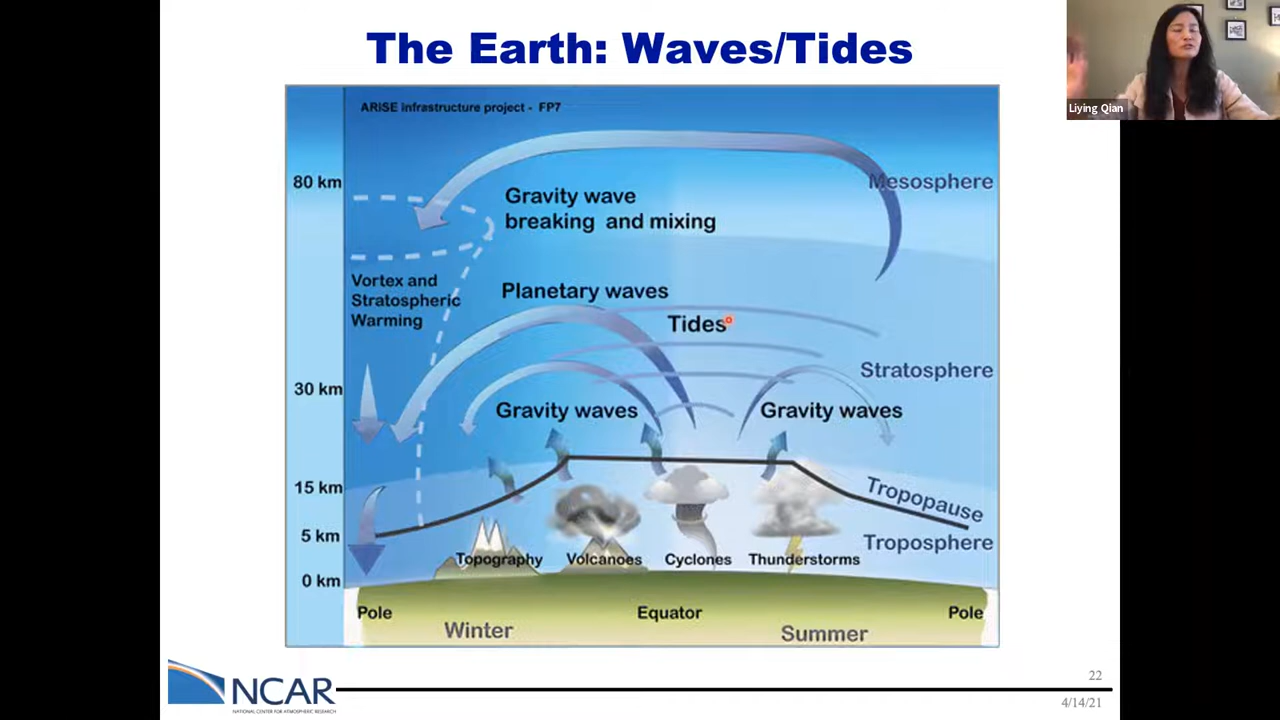 The Earth: Waves/Tides
Liying Qian
ARISE infrastructure project - FP7
80 km
Mesosphere
Gravity wave
breaking and mixing
Vortex and
Stratospheric
Warming
Planetary waves
Tides
30 km
Stratosphere
Gravity waves
Gravity waves
15 km
Tropopause
5 km
Troposphere
Topography
Volcanoes
Cyclones
Thunderstorms
0 km
Pole
Equator
Pole
Winter
Summer
NCAR
NATIONAL CENTER FOR ATMOSPHERIC RESEARCH
22
4/14/21